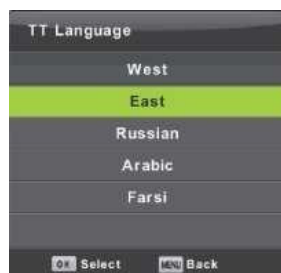 TT Language
West
East
Russian
Arabic
Farsi
OK Select MENU Back